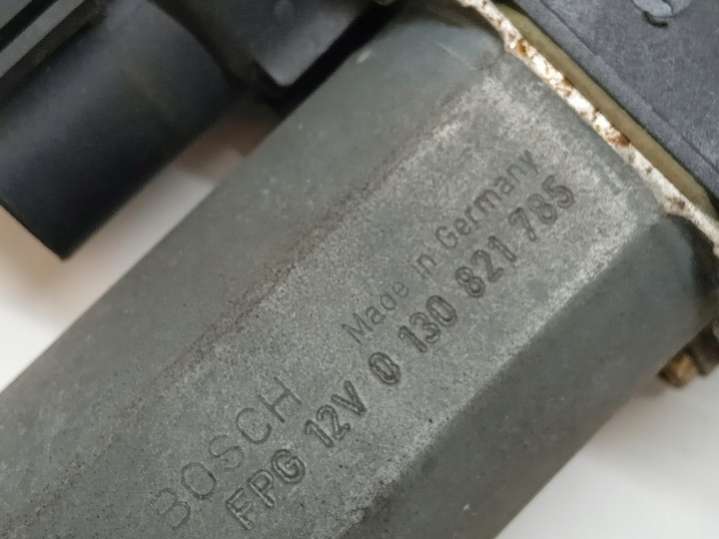 BOSCH Made in Germany
FPG 12V 0 130 821 785